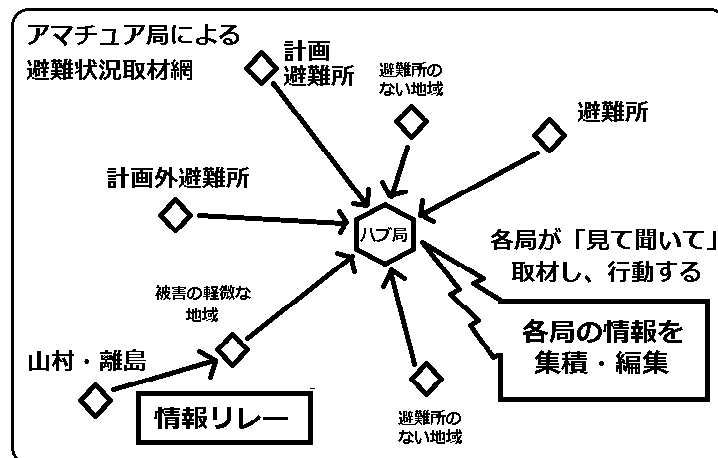 アマチュア局による
避難状況取材網
計画
避難所
避難所の
ない地域
避難所
計画外避難所
ハブ局
各局が「見て聞いて」
取材し、行動する
被害の軽微な
地域
各局の情報を
集積・編集
山村・離島
情報リレー
避難所の
ない地域